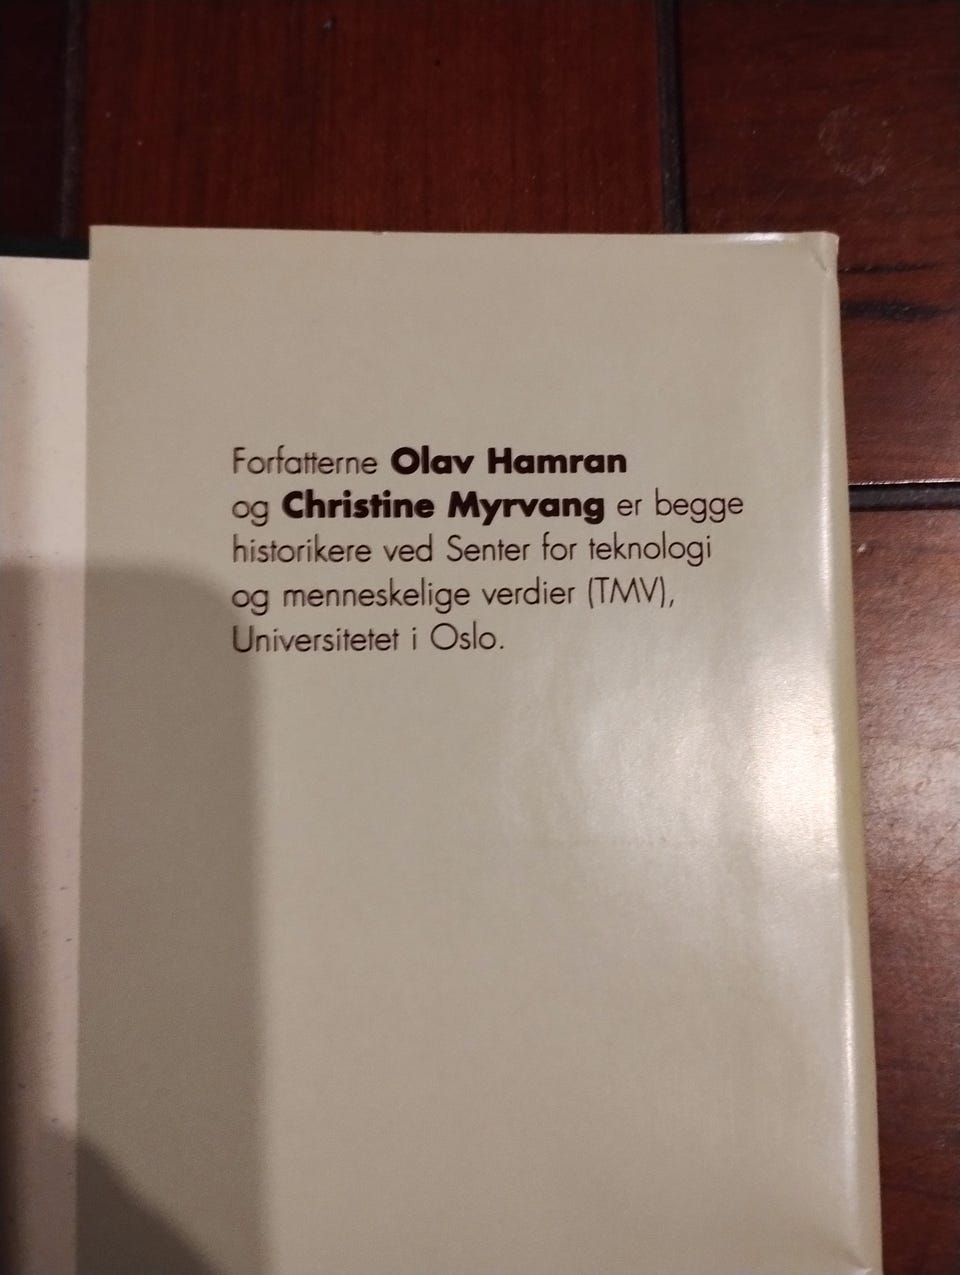 Forfatterne Olav Hamran
og Christine Myrvang er begge
historikere ved Senter for teknologi
og menneskelige verdier (TMV),
Universitetet i Oslo.